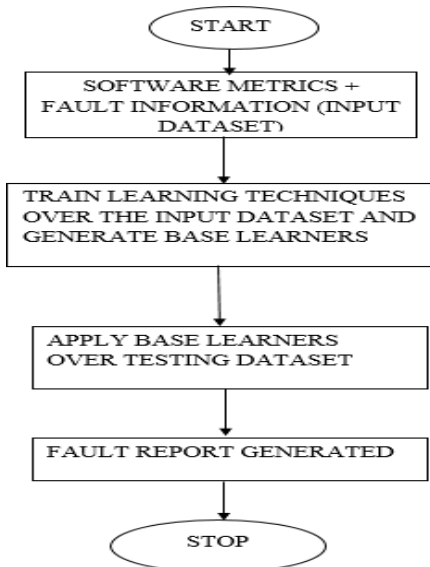 START
SOFTWARE METRICS +
FAULT INFORMATION (INPUT
DATASET)
TRAIN LEARNING TECHNIQUES
OVER THE INPUT DATASET AND
GENERATE BASE LEARNERS
APPLY BASE LEARNERS
OVER TESTING DATASET
FAULT REPORT GENERATED
STOP